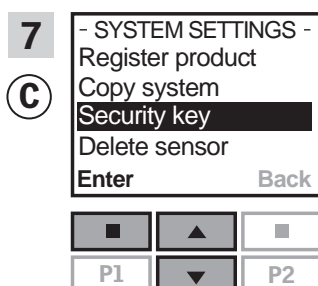 7
C
- SYSTEM SETTINGS -
Register product
Copy system
Security key
Delete sensor
Enter Back
P1 P2